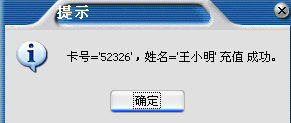 提示
卡号='52326' , 姓名='王小明' 充值 成功。
确定